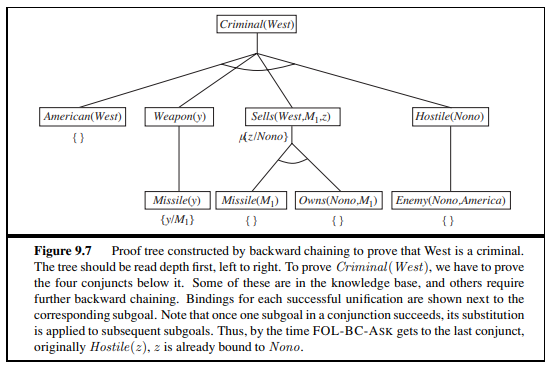 Criminal(West)
American(West) Weapon(y) Sells(West,M1,z) Hostile(Nono)
{ } {z/Nono}
Missile(y) Missile(M1) Owns(Nono,M1) Enemy(Nono,America)
{y/M1} { } { } { }
Figure 9.7 Proof tree constructed by backward chaining to prove that West is a criminal.
The tree should be read depth first, left to right. To prove Criminal(West), we have to prove
the four conjuncts below it. Some of these are in the knowledge base, and others require
further backward chaining. Bindings for each successful unification are shown next to the
corresponding subgoal. Note that once one subgoal in a conjunction succeeds, its substitution
is applied to subsequent subgoals. Thus, by the time FOL-BC-ASK gets to the last conjunct,
originally Hostile(z), z is already bound to Nono.